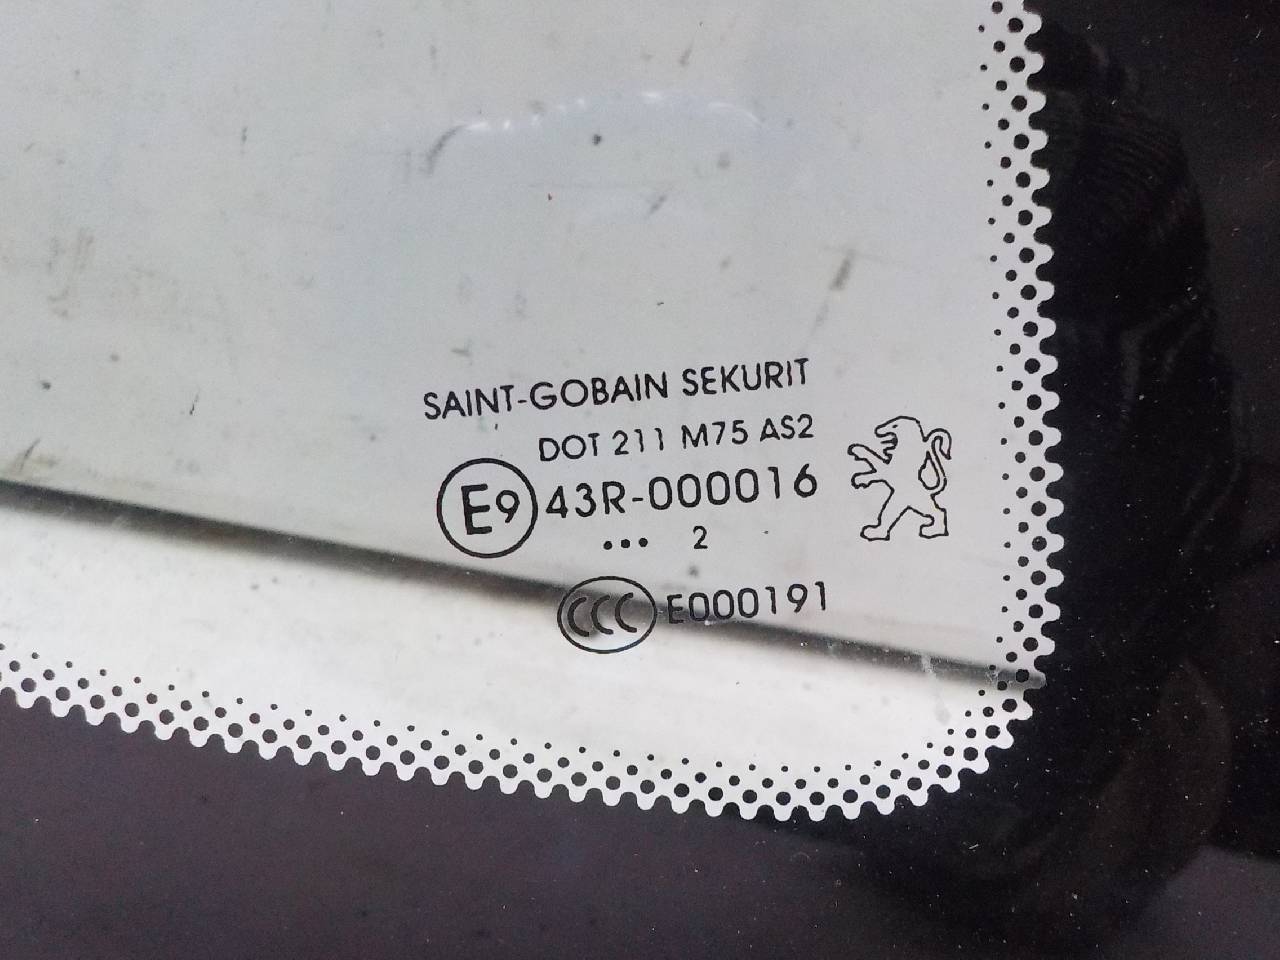 SAINT-GOBAIN SEKURIT
DOT 211 M75 AS2
E9 43R-000016
... 2
CCC E000191